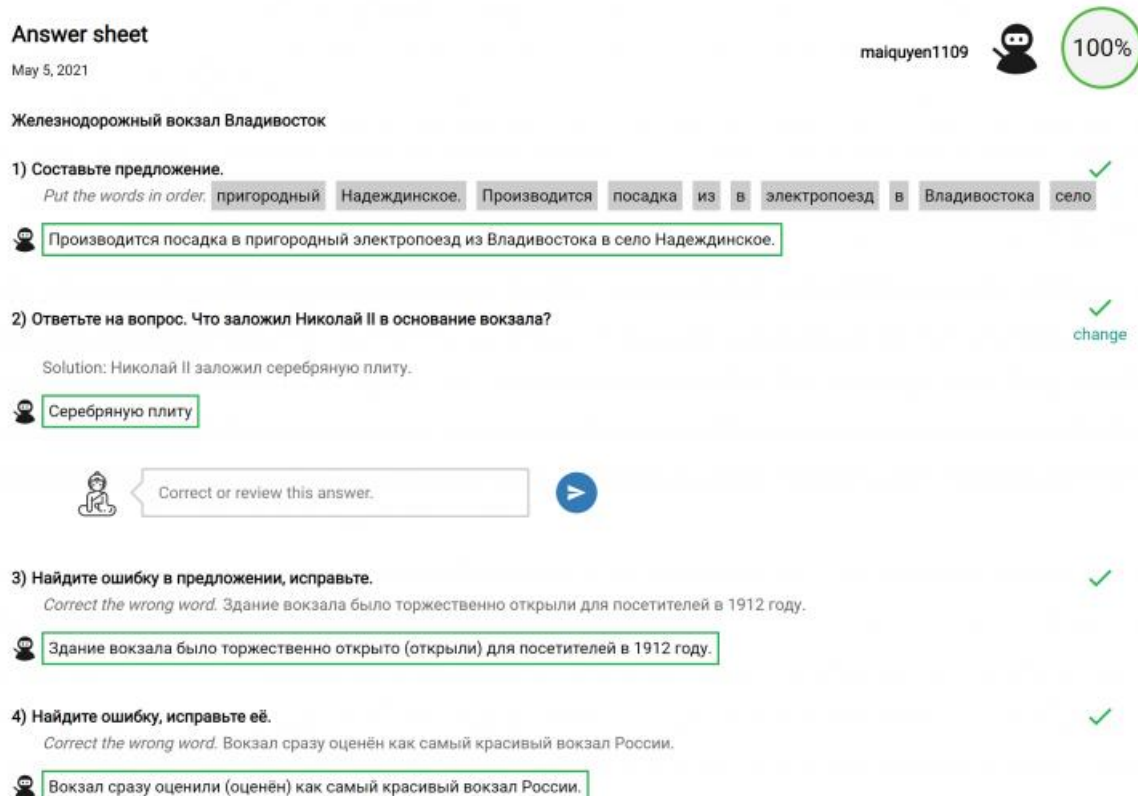 Answer sheet
maiquyen1109
100%
May 5, 2021
Железнодорожный вокзал Владивосток
1) Составьте предложение.
Put the words in order. пригородный Надеждинское. Производится посадка из в электропоезд в Владивостока село
Производится посадка в пригородный электропоезд из Владивостока в село Надеждинское.
2) Ответьте на вопрос. Что заложил Николай II в основание вокзала?
change
Solution: Николай II заложил серебряную плиту.
Серебряную плиту
Correct or review this answer.
3) Найдите ошибку в предложении, исправьте.
Correct the wrong word. Здание вокзала было торжественно открыли для посетителей в 1912 году.
Здание вокзала было торжественно открыто (открыли) для посетителей в 1912 году.
4) Найдите ошибку, исправьте её.
Correct the wrong word. Вокзал сразу оценён как самый красивый вокзал России.
Вокзал сразу оценили (оценён) как самый красивый вокзал России.